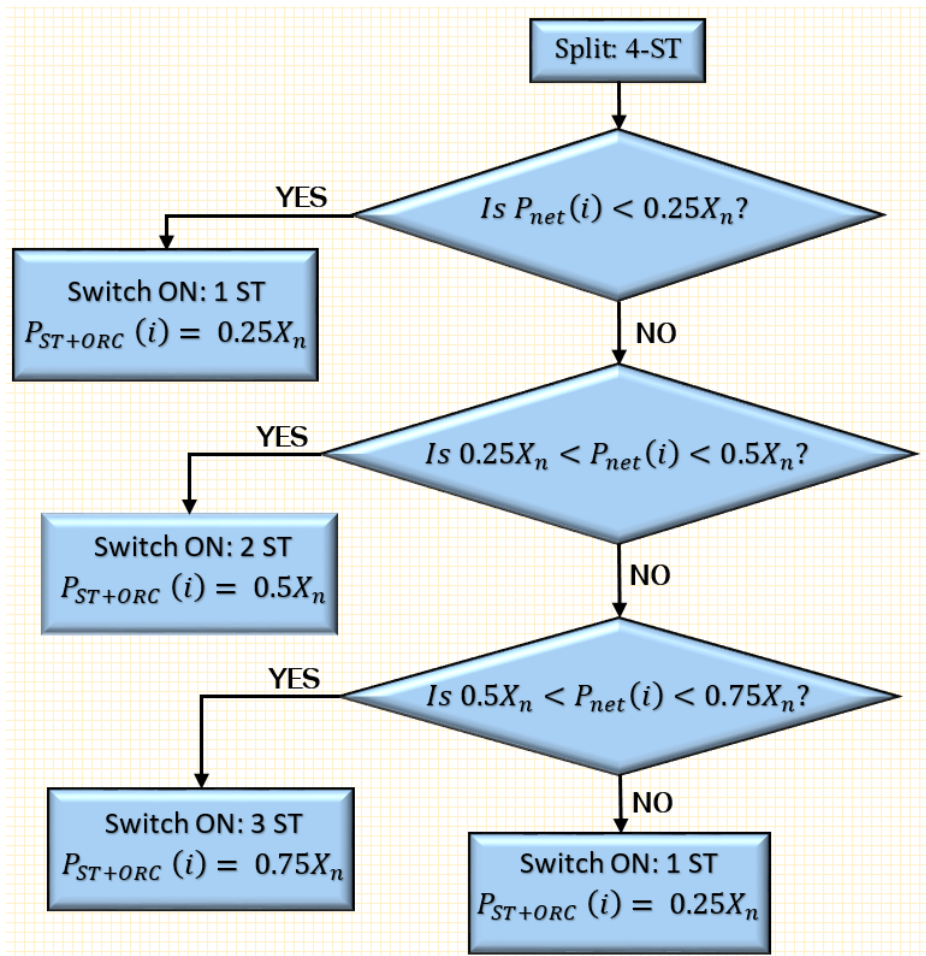 Split: 4-ST
Is P_net(i) < 0.25X_n?
YES
Switch ON: 1 ST
P_ST+ORC (i) = 0.25X_n
NO
Is 0.25X_n < P_net(i) < 0.5X_n?
YES
Switch ON: 2 ST
P_ST+ORC (i) = 0.5X_n
NO
Is 0.5X_n < P_net(i) < 0.75X_n?
YES
Switch ON: 3 ST
P_ST+ORC (i) = 0.75X_n
NO
Switch ON: 1 ST
P_ST+ORC (i) = 0.25X_n